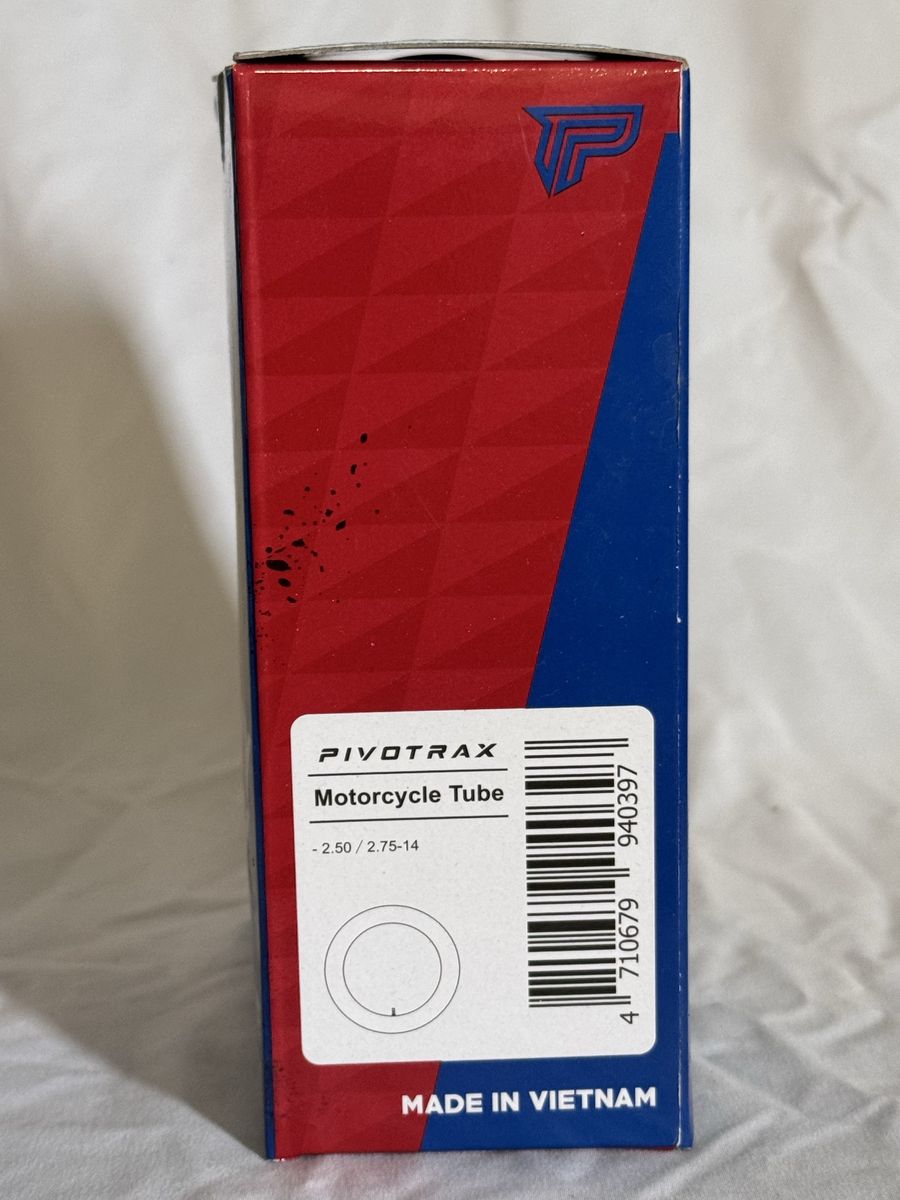 PIVOTRAX
Motorcycle Tube
- 2.50 / 2.75-14
4 710679 940397
MADE IN VIETNAM